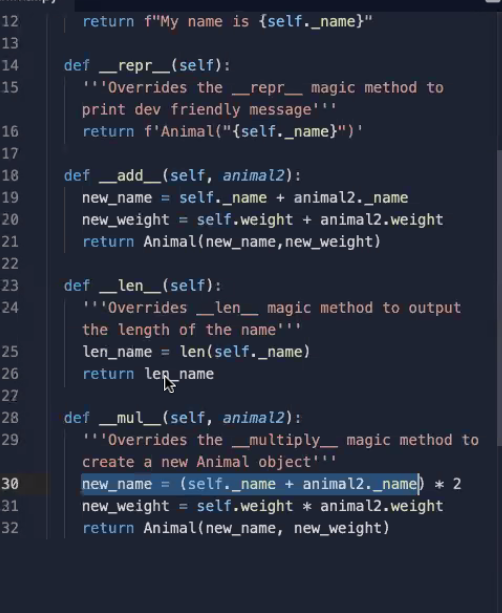 12 return f"My name is {self._name}"
13
14 def __repr__(self):
15 '''Overrides the __repr__ magic method to
print dev friendly message'''
16 return f'Animal("{self._name}")'
17
18 def __add__(self, animal2):
19 new_name = self._name + animal2._name
20 new_weight = self.weight + animal2.weight
21 return Animal(new_name,new_weight)
22
23 def __len__(self):
24 '''Overrides __len__ magic method to output
the length of the name'''
25 len_name = len(self._name)
26 return len_name
27
28 def __mul__(self, animal2):
29 '''Overrides the __multiply__ magic method to
create a new Animal object'''
30 new_name = (self._name + animal2._name) * 2
31 new_weight = self.weight * animal2.weight
32 return Animal(new_name, new_weight)